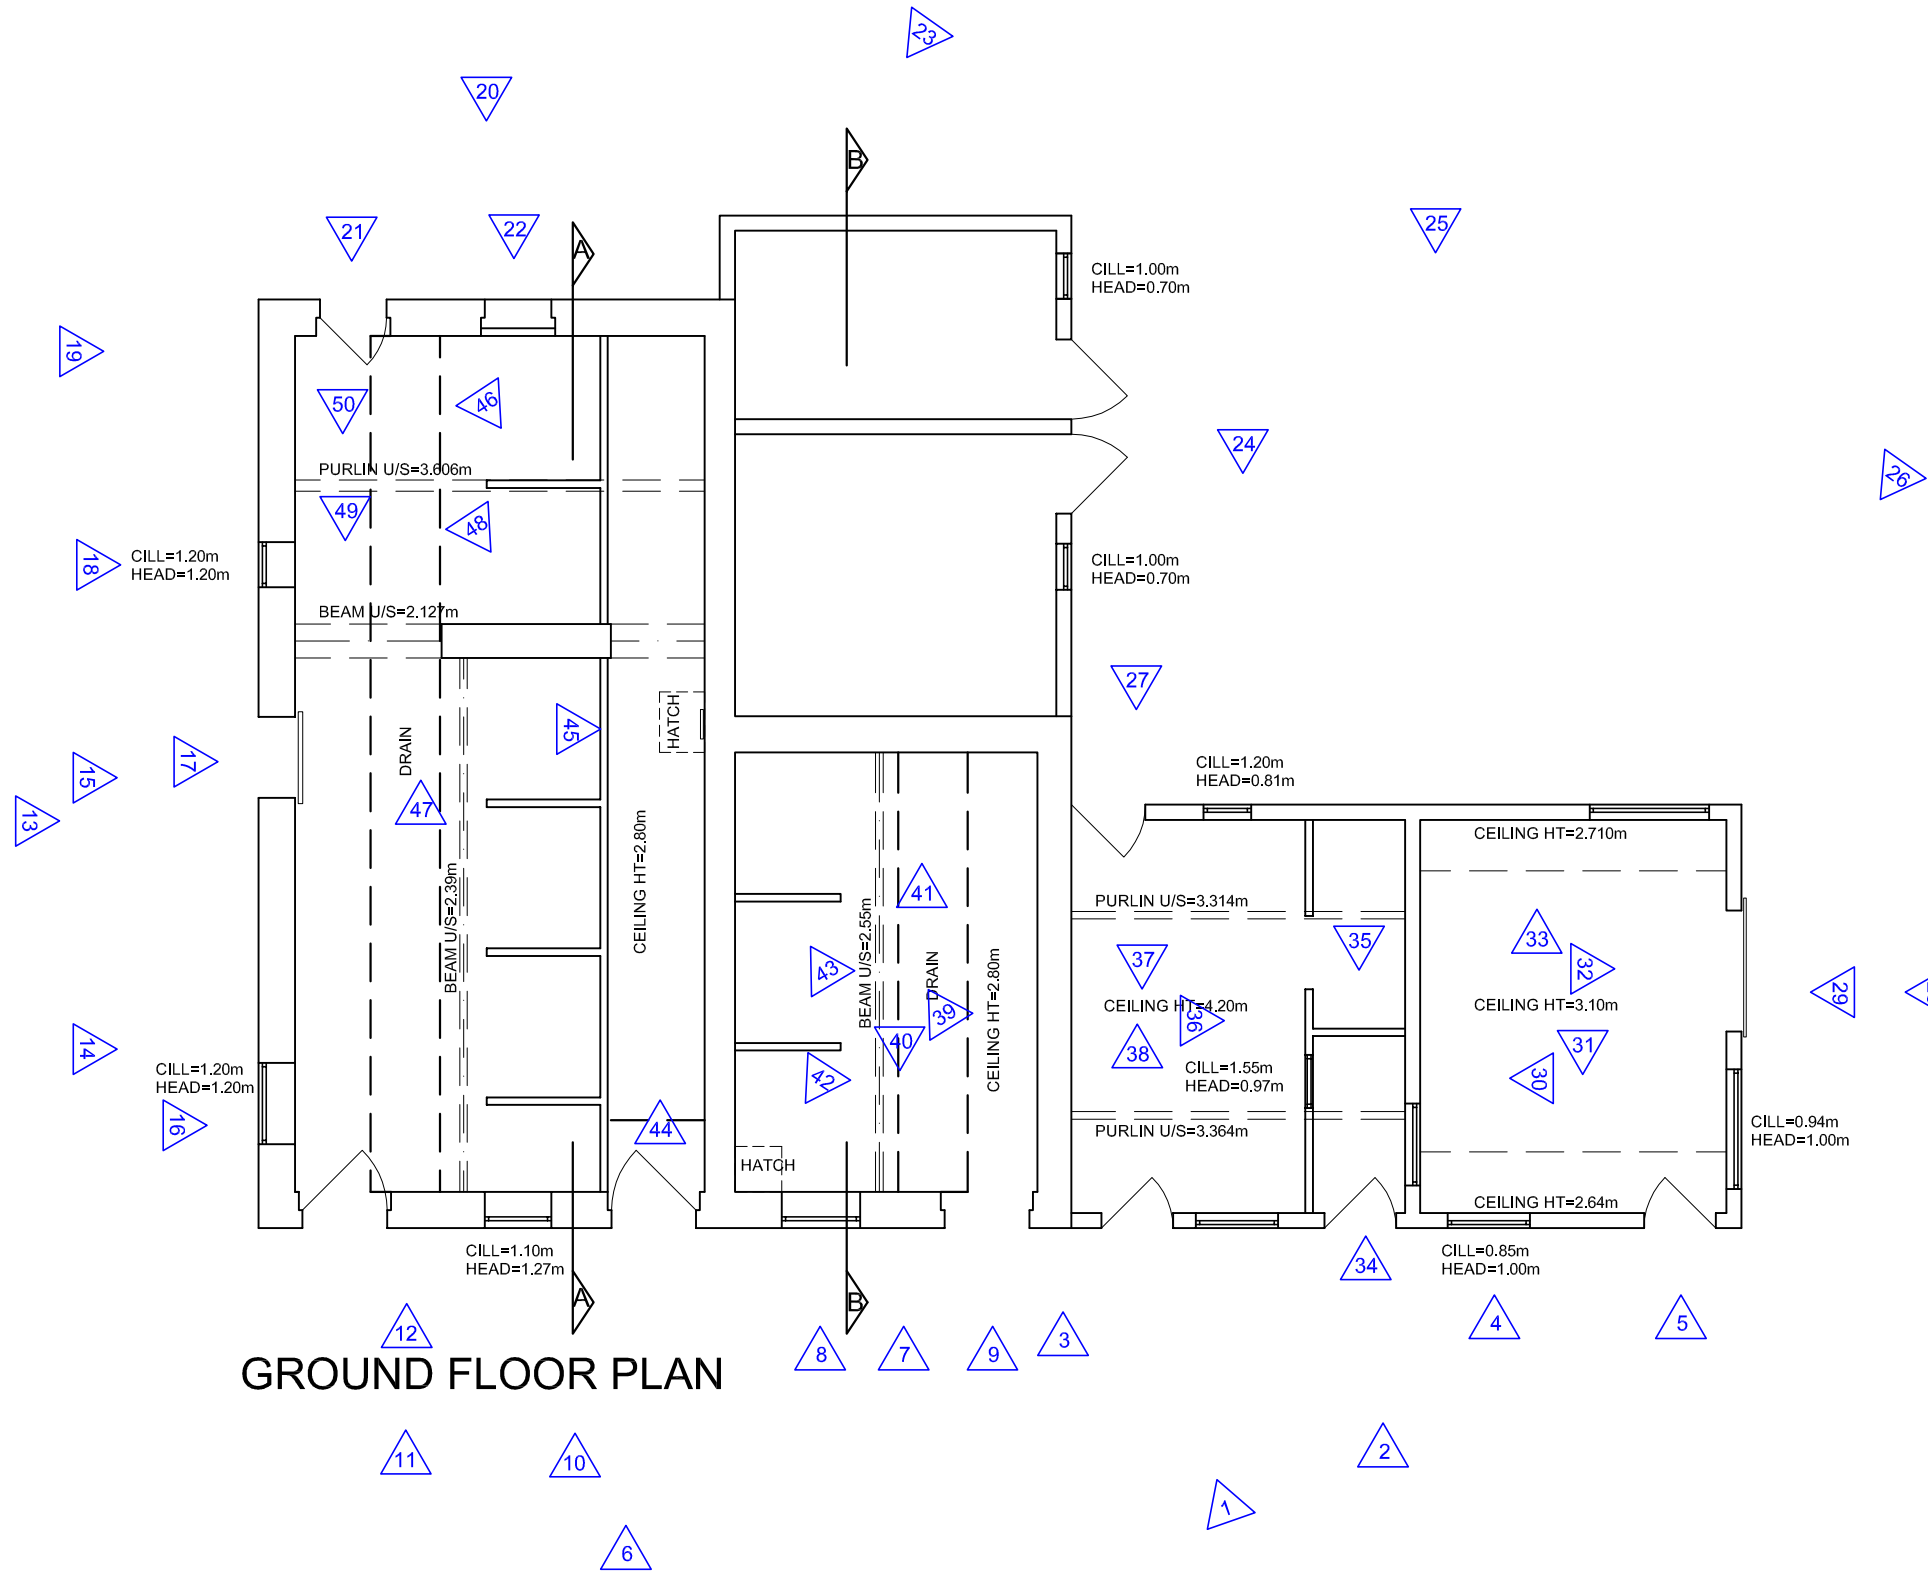 23
20
B
21
22
25
A
CILL=1.00m
HEAD=0.70m
19
50
46
24
PURLIN U/S=3.606m
26
49
48
18
CILL=1.20m
HEAD=1.20m
CILL=1.00m
HEAD=0.70m
BEAM U/S=2.127m
27
HATCH
45
DRAIN
17
15
CILL=1.20m
HEAD=0.81m
47
13
CEILING HT=2.710m
CEILING HT=2.80m
BEAM U/S=2.39m
41
PURLIN U/S=3.314m
33
35
BEAM U/S=2.55m
43
DRAIN
37
32
CEILING HT=2.80m
29
CEILING HT=4.20m
CEILING HT=3.10m
39
36
40
38
31
14
CILL=1.20m
HEAD=1.20m
42
CILL=1.55m
HEAD=0.97m
30
16
44
PURLIN U/S=3.364m
CILL=0.94m
HEAD=1.00m
HATCH
CEILING HT=2.64m
CILL=1.10m
HEAD=1.27m
34
CILL=0.85m
HEAD=1.00m
A
B
12
8
7
9
3
4
5
GROUND FLOOR PLAN
11
10
2
1
6